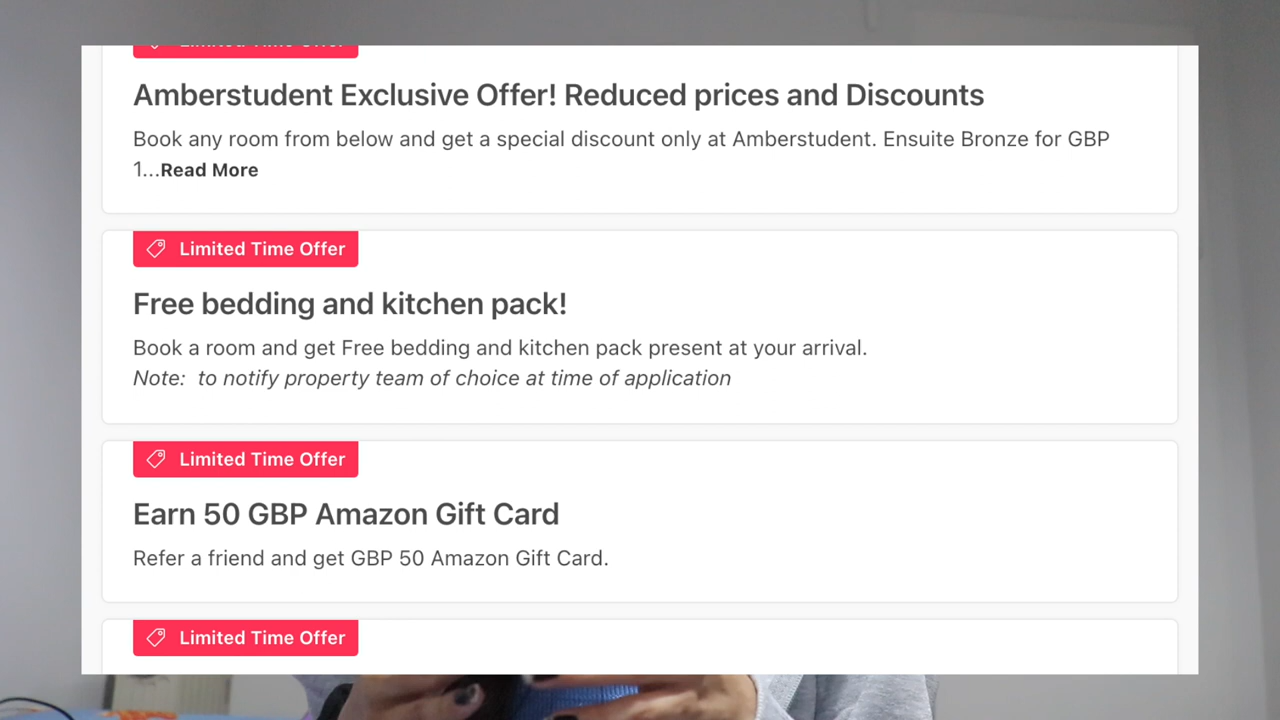 Limited Time Offer
Amberstudent Exclusive Offer! Reduced prices and Discounts
Book any room from below and get a special discount only at Amberstudent. Ensuite Bronze for GBP
1...Read More
Limited Time Offer
Free bedding and kitchen pack!
Book a room and get Free bedding and kitchen pack present at your arrival.
Note:  to notify property team of choice at time of application
Limited Time Offer
Earn 50 GBP Amazon Gift Card
Refer a friend and get GBP 50 Amazon Gift Card.
Limited Time Offer